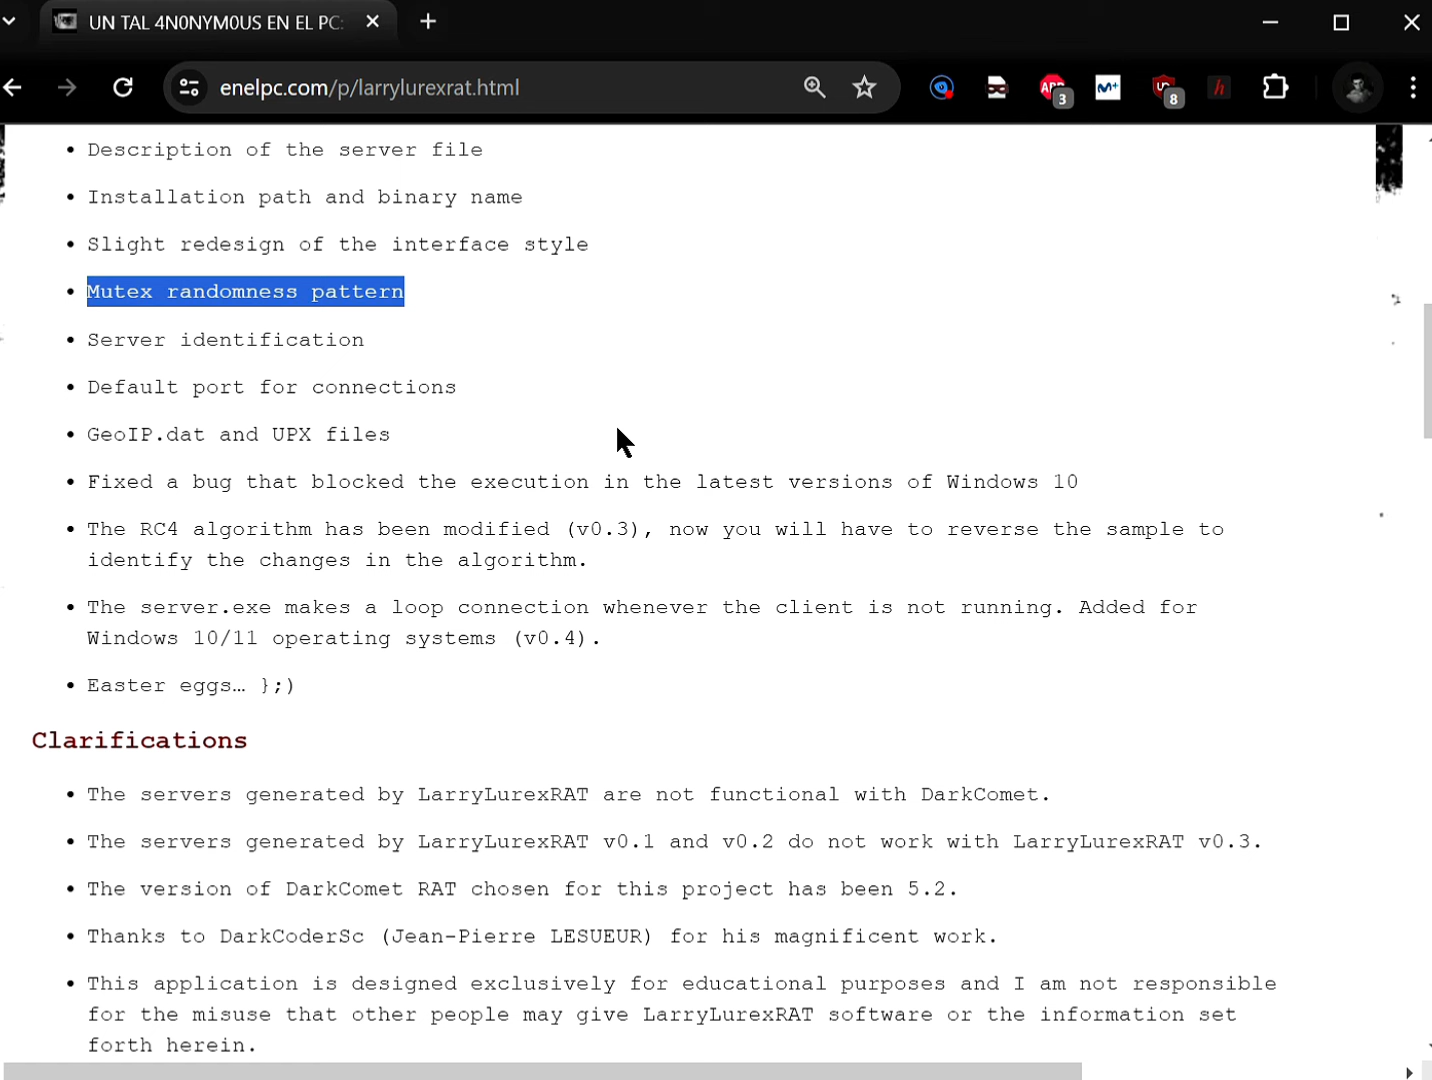 UN TAL 4N0NYM0US EN EL PC:
enelpc.com/p/larrylurexrat.html
3
8
• Description of the server file
• Installation path and binary name
• Slight redesign of the interface style
• Mutex randomness pattern
• Server identification
• Default port for connections
• GeoIP.dat and UPX files
• Fixed a bug that blocked the execution in the latest versions of Windows 10
• The RC4 algorithm has been modified (v0.3), now you will have to reverse the sample to
identify the changes in the algorithm.
• The server.exe makes a loop connection whenever the client is not running. Added for
Windows 10/11 operating systems (v0.4).
• Easter eggs… };)
Clarifications
• The servers generated by LarryLurexRAT are not functional with DarkComet.
• The servers generated by LarryLurexRAT v0.1 and v0.2 do not work with LarryLurexRAT v0.3.
• The version of DarkComet RAT chosen for this project has been 5.2.
• Thanks to DarkCoderSc (Jean-Pierre LESUEUR) for his magnificent work.
• This application is designed exclusively for educational purposes and I am not responsible
for the misuse that other people may give LarryLurexRAT software or the information set
forth herein.